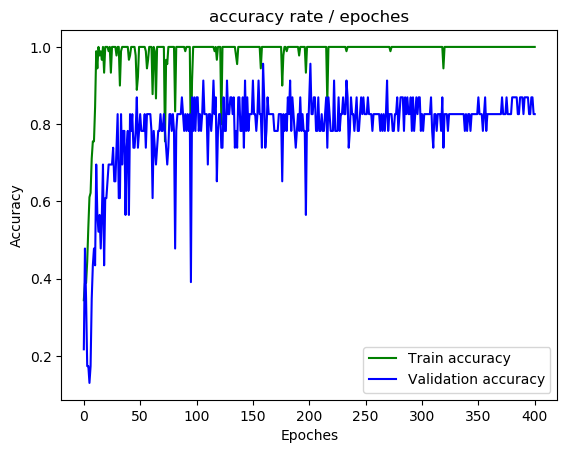 accuracy rate / epoches
1.0
0.8
0.6
0.4
0.2
Accuracy
0
50
100
150
200
250
300
350
400
Epoches
Train accuracy
Validation accuracy